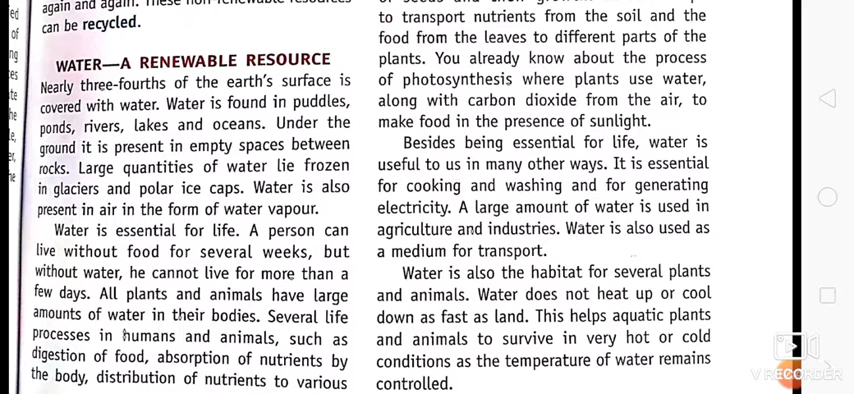 again and again. These non-renewable resources
can be recycled.
WATER—A RENEWABLE RESOURCE
Nearly three-fourths of the earth's surface is
covered with water. Water is found in puddles,
ponds, rivers, lakes and oceans. Under the
ground it is present in empty spaces between
rocks. Large quantities of water lie frozen
in glaciers and polar ice caps. Water is also
present in air in the form of water vapour.
Water is essential for life. A person can
live without food for several weeks, but
without water, he cannot live for more than a
few days. All plants and animals have large
amounts of water in their bodies. Several life
processes in humans and animals, such as
digestion of food, absorption of nutrients by
the body, distribution of nutrients to various
to transport nutrients from the soil and the
food from the leaves to different parts of the
plants. You already know about the process
of photosynthesis where plants use water,
along with carbon dioxide from the air, to
make food in the presence of sunlight.
Besides being essential for life, water is
useful to us in many other ways. It is essential
for cooking and washing and for generating
electricity. A large amount of water is used in
agriculture and industries. Water is also used as
a medium for transport.
Water is also the habitat for several plants
and animals. Water does not heat up or cool
down as fast as land. This helps aquatic plants
and animals to survive in very hot or cold
conditions as the temperature of water remains
controlled.
V RECORDER